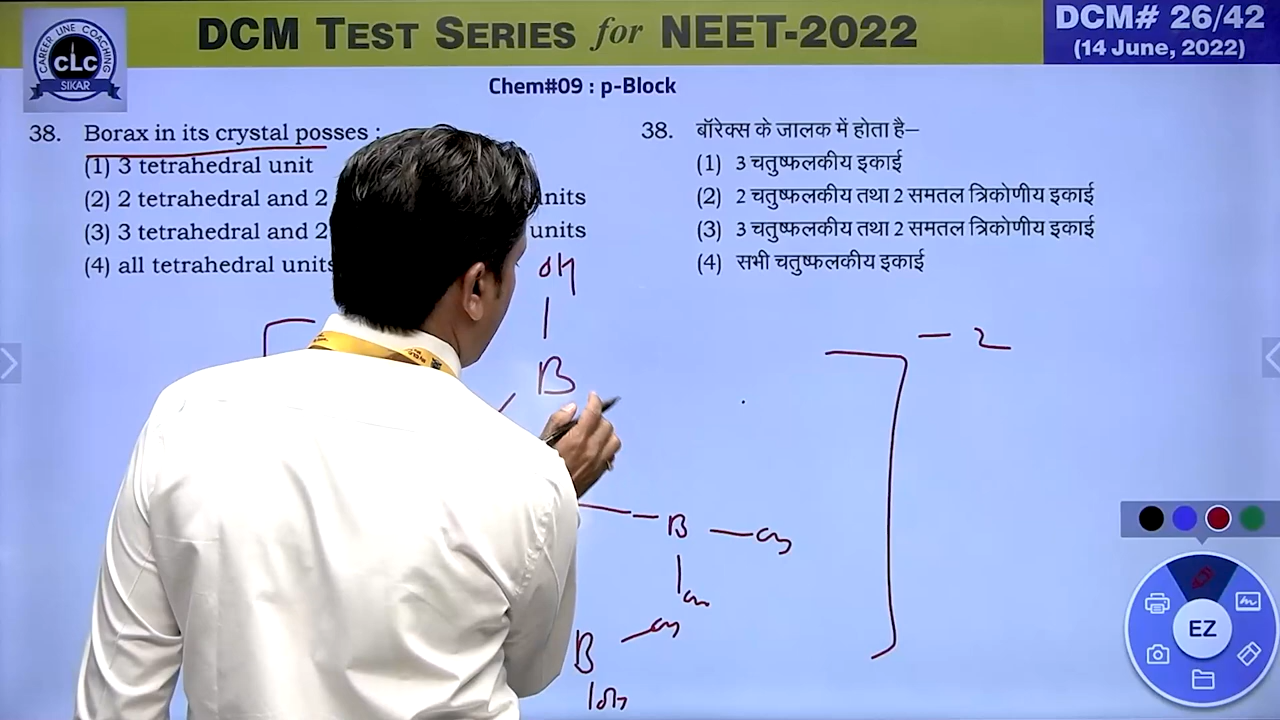 CAREER LINE COACHING
CLC
SIKAR
DCM TEST SERIES for NEET-2022
DCM# 26/42
(14 June, 2022)
Chem#09 : p-Block
38. Borax in its crystal posses :
(1) 3 tetrahedral unit
(2) 2 tetrahedral and 2 units
(3) 3 tetrahedral and 2 units
(4) all tetrahedral units
38. बॉरेक्स के जालक में होता है–
(1) 3 चतुष्फलकीय इकाई
(2) 2 चतुष्फलकीय तथा 2 समतल त्रिकोणीय इकाई
(3) 3 चतुष्फलकीय तथा 2 समतल त्रिकोणीय इकाई
(4) सभी चतुष्फलकीय इकाई
OH
B
– 2
B
B
EZ